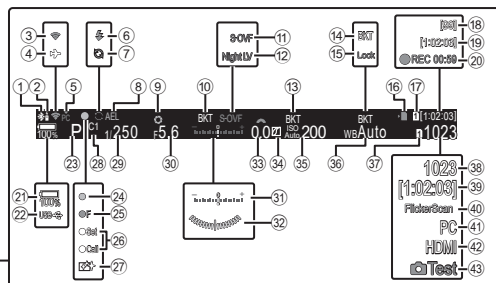 S-OVF
Night LV
BKT
Lock
[99]
[1:02:03]
REC 00:59
3
4
6
7
11
12
14
15
18
19
20
1 2 5 8 9 10 13 16 17
PC AEL BKT S-OVF BKT [1:02:03]
100% P C1 1/250 F5.6 0.0 ISO Auto 200 WB Auto 1023
23 28 29 30 33 34 35 36 37
21
100%
22
USB
24
25
F
26
Set
Call
27
31
32
1023 38
[1:02:03] 39
FlickerScan 40
PC 41
HDMI 42
Test 43